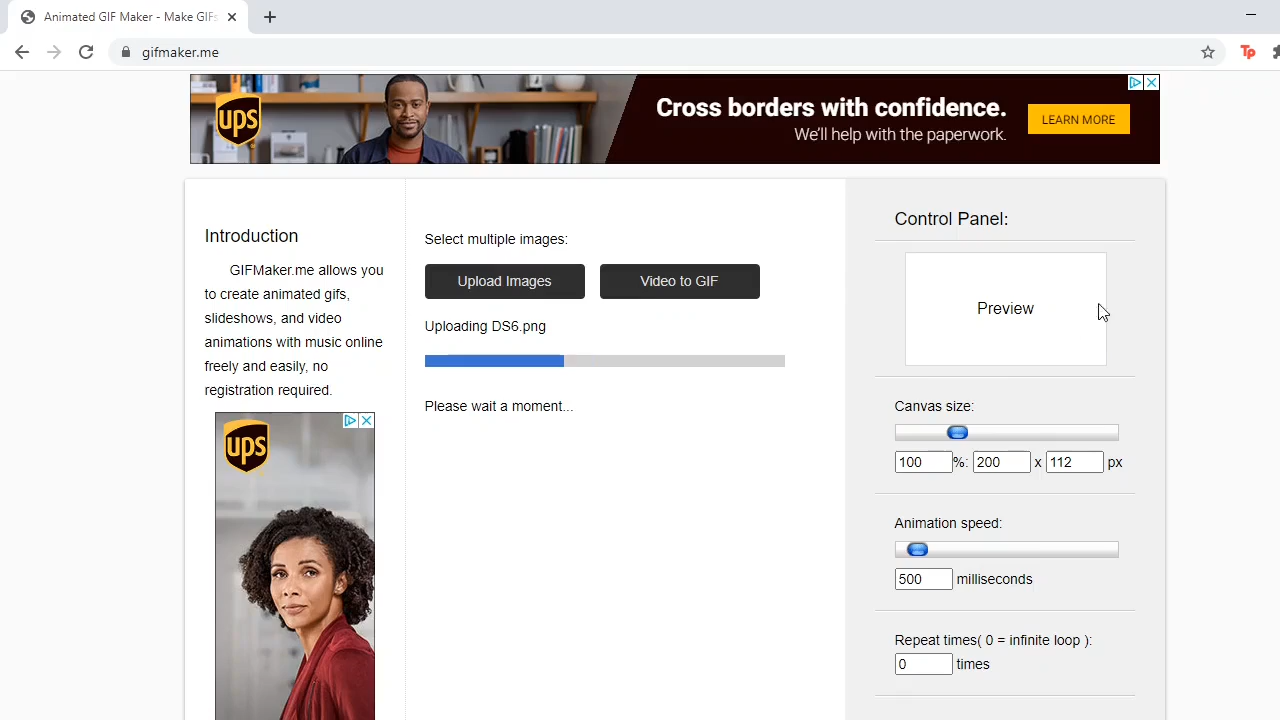 Animated GIF Maker - Make GIFs
gifmaker.me
Tp
ups
Cross borders with confidence.
We'll help with the paperwork.
LEARN MORE
Introduction
GIFMaker.me allows you
to create animated gifs,
slideshows, and video
animations with music online
freely and easily, no
registration required.
ups
Select multiple images:
Upload Images
Video to GIF
Uploading DS6.png
Please wait a moment...
Control Panel:
Preview
Canvas size:
100 %: 200 x 112 px
Animation speed:
500 milliseconds
Repeat times( 0 = infinite loop ):
0 times